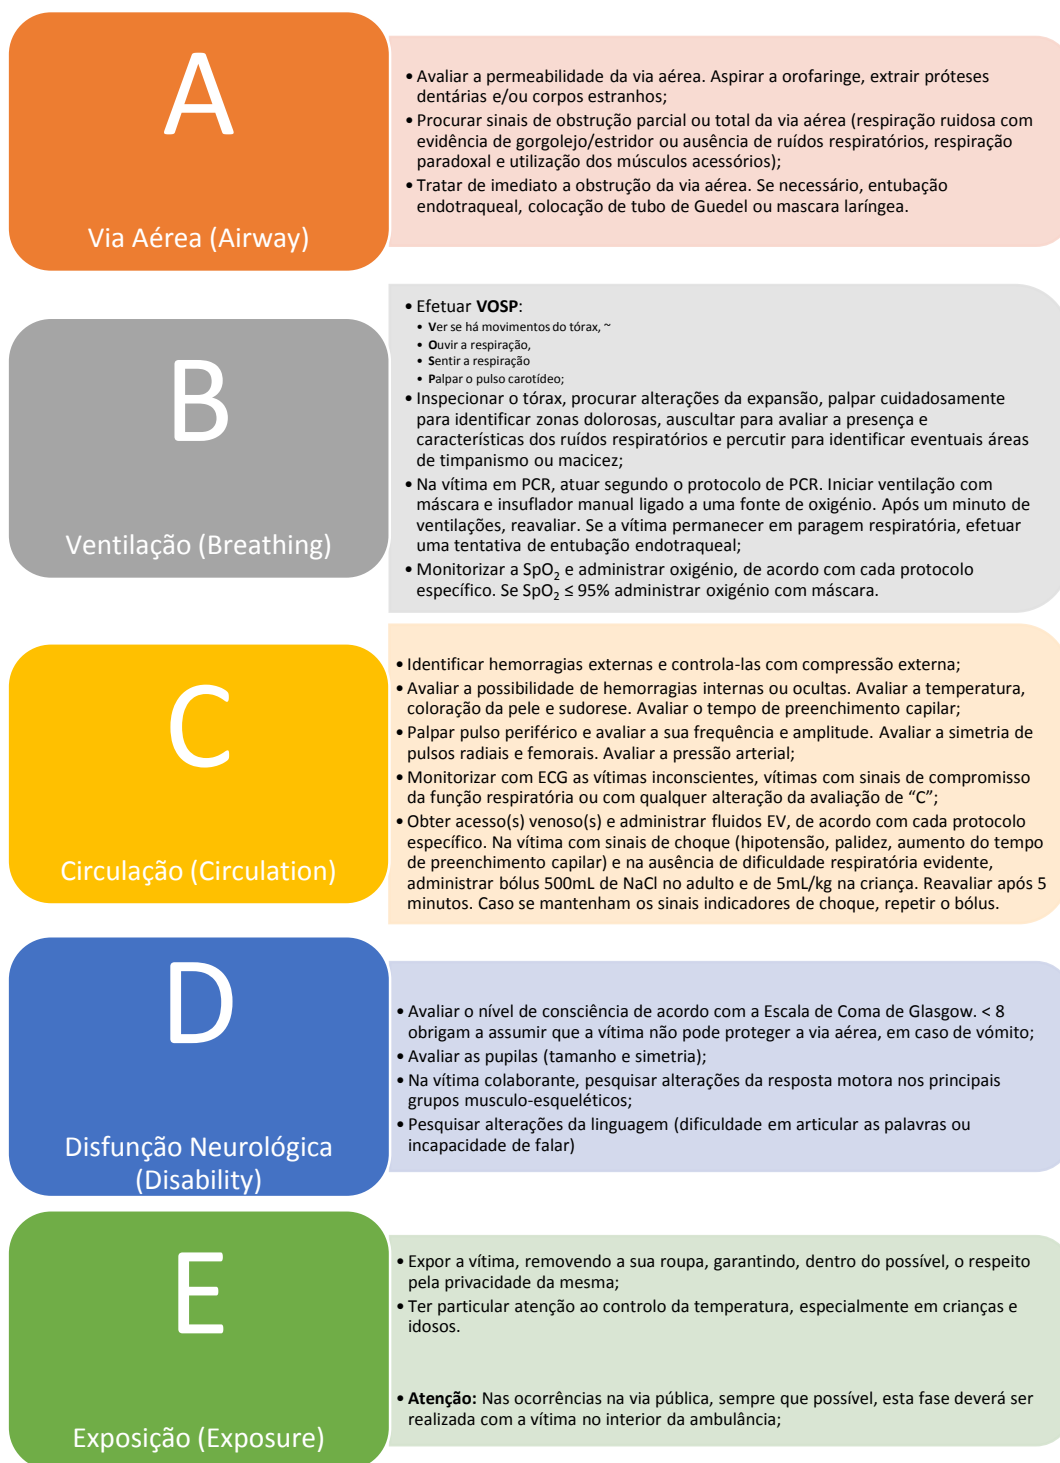 A
Via Aérea (Airway)
• Avaliar a permeabilidade da via aérea. Aspirar a orofaringe, extrair próteses
dentárias e/ou corpos estranhos;
• Procurar sinais de obstrução parcial ou total da via aérea (respiração ruidosa com
evidência de gorgolejo/estridor ou ausência de ruídos respiratórios, respiração
paradoxal e utilização dos músculos acessórios);
• Tratar de imediato a obstrução da via aérea. Se necessário, entubação
endotraqueal, colocação de tubo de Guedel ou mascara laríngea.
B
Ventilação (Breathing)
• Efetuar VOSP:
• Ver se há movimentos do tórax, ~
• Ouvir a respiração,
• Sentir a respiração
• Palpar o pulso carotídeo;
• Inspecionar o tórax, procurar alterações da expansão, palpar cuidadosamente
para identificar zonas dolorosas, auscultar para avaliar a presença e
características dos ruídos respiratórios e percutir para identificar eventuais áreas
de timpanismo ou macicez;
• Na vítima em PCR, atuar segundo o protocolo de PCR. Iniciar ventilação com
máscara e insuflador manual ligado a uma fonte de oxigénio. Após um minuto de
ventilações, reavaliar. Se a vítima permanecer em paragem respiratória, efetuar
uma tentativa de entubação endotraqueal;
• Monitorizar a SpO₂ e administrar oxigénio, de acordo com cada protocolo
específico. Se SpO₂ ≤ 95% administrar oxigénio com máscara.
C
Circulação (Circulation)
• Identificar hemorragias externas e controla-las com compressão externa;
• Avaliar a possibilidade de hemorragias internas ou ocultas. Avaliar a temperatura,
coloração da pele e sudorese. Avaliar o tempo de preenchimento capilar;
• Palpar pulso periférico e avaliar a sua frequência e amplitude. Avaliar a simetria de
pulsos radiais e femorais. Avaliar a pressão arterial;
• Monitorizar com ECG as vítimas inconscientes, vítimas com sinais de compromisso
da função respiratória ou com qualquer alteração da avaliação de “C”;
• Obter acesso(s) venoso(s) e administrar fluidos EV, de acordo com cada protocolo
específico. Na vítima com sinais de choque (hipotensão, palidez, aumento do tempo
de preenchimento capilar) e na ausência de dificuldade respiratória evidente,
administrar bólus 500mL de NaCl no adulto e de 5mL/kg na criança. Reavaliar após 5
minutos. Caso se mantenham os sinais indicadores de choque, repetir o bólus.
D
Disfunção Neurológica
(Disability)
• Avaliar o nível de consciência de acordo com a Escala de Coma de Glasgow. < 8
obrigam a assumir que a vítima não pode proteger a via aérea, em caso de vómito;
• Avaliar as pupilas (tamanho e simetria);
• Na vítima colaborante, pesquisar alterações da resposta motora nos principais
grupos musculo-esqueléticos;
• Pesquisar alterações da linguagem (dificuldade em articular as palavras ou
incapacidade de falar)
E
Exposição (Exposure)
• Expor a vítima, removendo a sua roupa, garantindo, dentro do possível, o respeito
pela privacidade da mesma;
• Ter particular atenção ao controlo da temperatura, especialmente em crianças e
idosos.
• Atenção: Nas ocorrências na via pública, sempre que possível, esta fase deverá ser
realizada com a vítima no interior da ambulância;